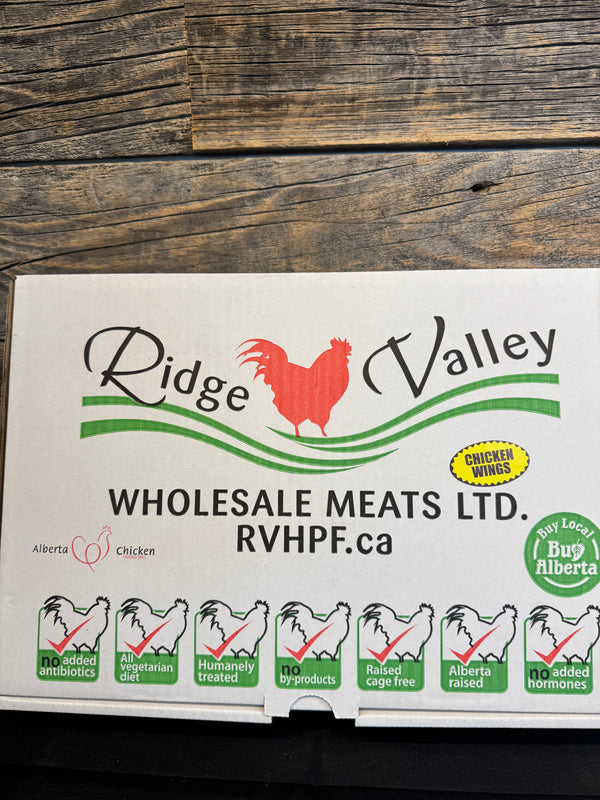 Ridge Valley
CHICKEN
WINGS
WHOLESALE MEATS LTD.
RVHPF.ca
Alberta Chicken
PRODUCERS
Buy Local
Buy
Alberta
no added
antibiotics
All
vegetarian
diet
Humanely
treated
no
by-products
Raised
cage free
Alberta
raised
no added
hormones